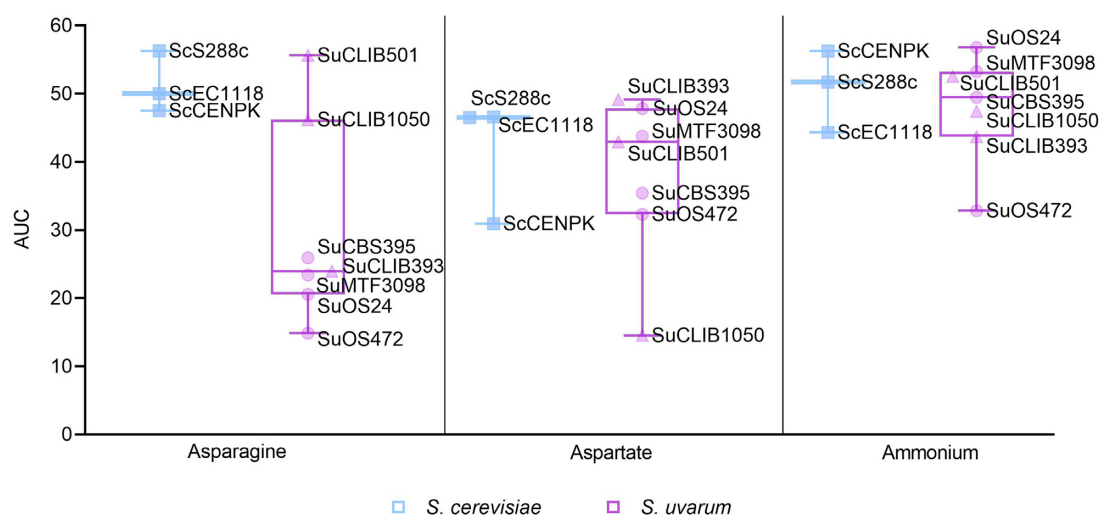 AUC
60
50
40
30
20
10
0
ScS288c
ScEC1118
ScCENPK
SuCLIB501
SuCLIB1050
SuCBS395
SuCLIB393
SuMTF3098
SuOS24
SuOS472
ScS288c
ScEC1118
ScCENPK
SuCLIB393
SuOS24
SuMTF3098
SuCLIB501
SuCBS395
SuOS472
SuCLIB1050
ScCENPK
ScS288c
ScEC1118
SuOS24
SuMTF3098
SuCLIB501
SuCBS395
SuCLIB1050
SuCLIB393
SuOS472
Asparagine
Aspartate
Ammonium
S. cerevisiae
S. uvarum